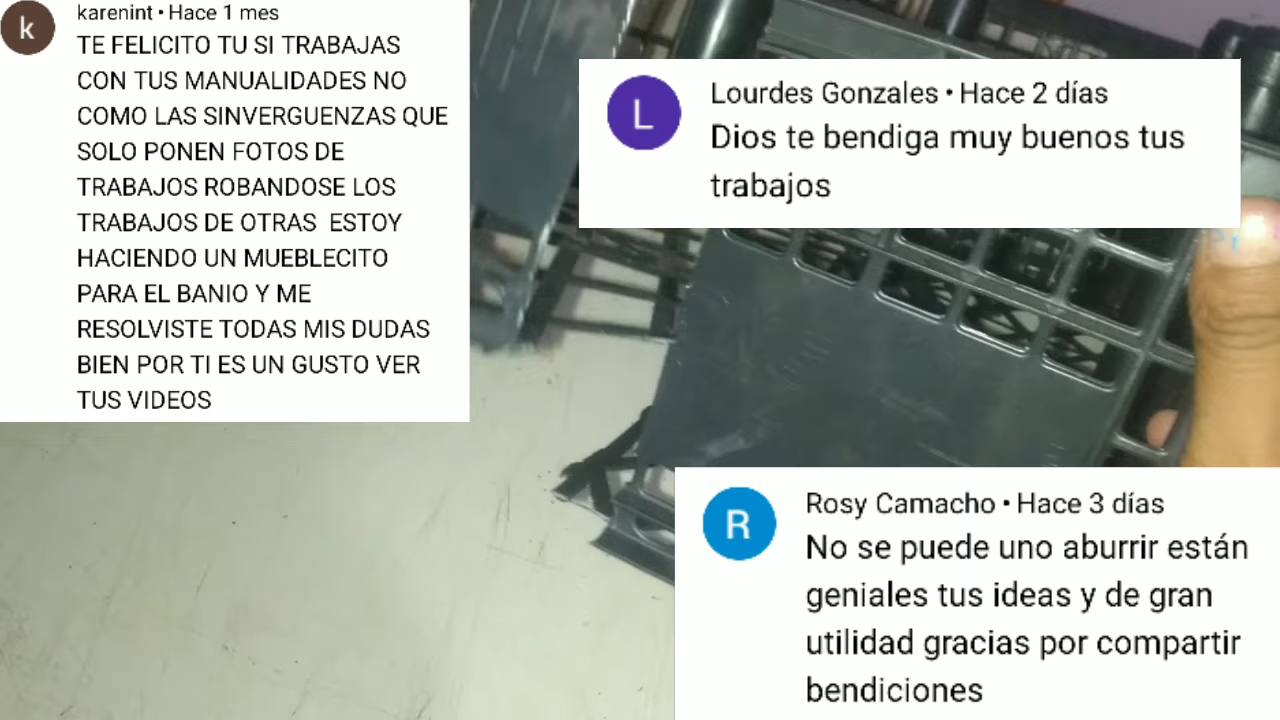 k
karenint • Hace 1 mes
TE FELICITO TU SI TRABAJAS
CON TUS MANUALIDADES NO
COMO LAS SINVERGUENZAS QUE
SOLO PONEN FOTOS DE
TRABAJOS ROBANDOSE LOS
TRABAJOS DE OTRAS ESTOY
HACIENDO UN MUEBLECITO
PARA EL BANIO Y ME
RESOLVISTE TODAS MIS DUDAS
BIEN POR TI ES UN GUSTO VER
TUS VIDEOS
L
Lourdes Gonzales • Hace 2 días
Dios te bendiga muy buenos tus
trabajos
R
Rosy Camacho • Hace 3 días
No se puede uno aburrir están
geniales tus ideas y de gran
utilidad gracias por compartir
bendiciones